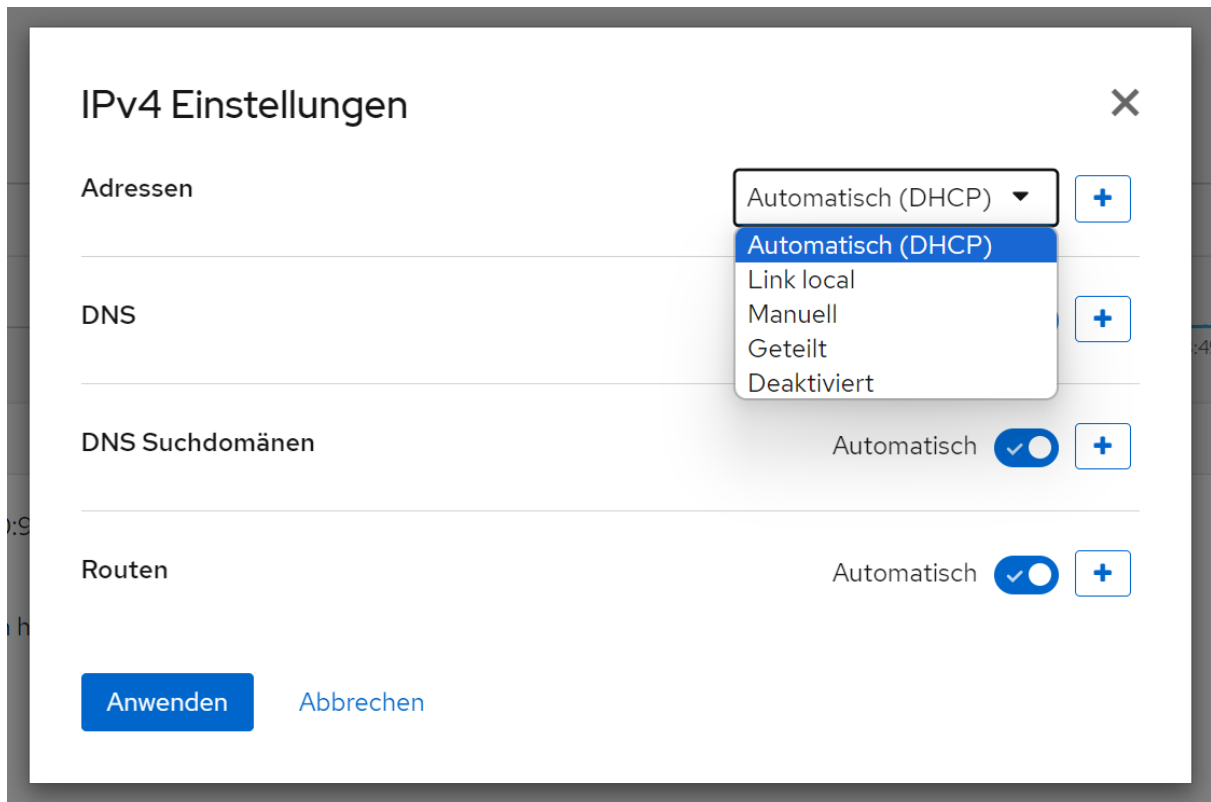 IPv4 Einstellungen
Adressen
Automatisch (DHCP)
Automatisch (DHCP)
Link local
Manuell
Geteilt
Deaktiviert
DNS
DNS Suchdomänen
Automatisch
Routen
Automatisch
Anwenden
Abbrechen